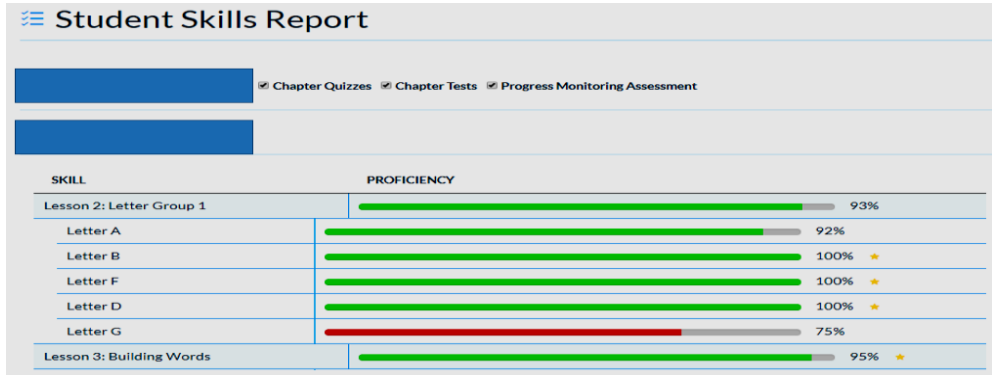 Student Skills Report
Chapter Quizzes Chapter Tests Progress Monitoring Assessment
SKILL PROFICIENCY
Lesson 2: Letter Group 1 93%
Letter A 92%
Letter B 100%
Letter F 100%
Letter D 100%
Letter G 75%
Lesson 3: Building Words 95%